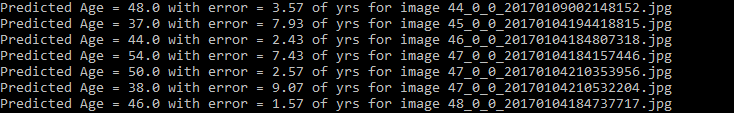 Predicted Age = 48.0 with error = 3.57 of yrs for image 44_0_0_20170109002148152.jpg
Predicted Age = 37.0 with error = 7.93 of yrs for image 45_0_0_20170104194418815.jpg
Predicted Age = 44.0 with error = 2.43 of yrs for image 46_0_0_20170104184807318.jpg
Predicted Age = 54.0 with error = 7.43 of yrs for image 47_0_0_20170104184157446.jpg
Predicted Age = 50.0 with error = 2.57 of yrs for image 47_0_0_20170104210353956.jpg
Predicted Age = 38.0 with error = 9.07 of yrs for image 47_0_0_20170104210532204.jpg
Predicted Age = 46.0 with error = 1.57 of yrs for image 48_0_0_20170104184737717.jpg